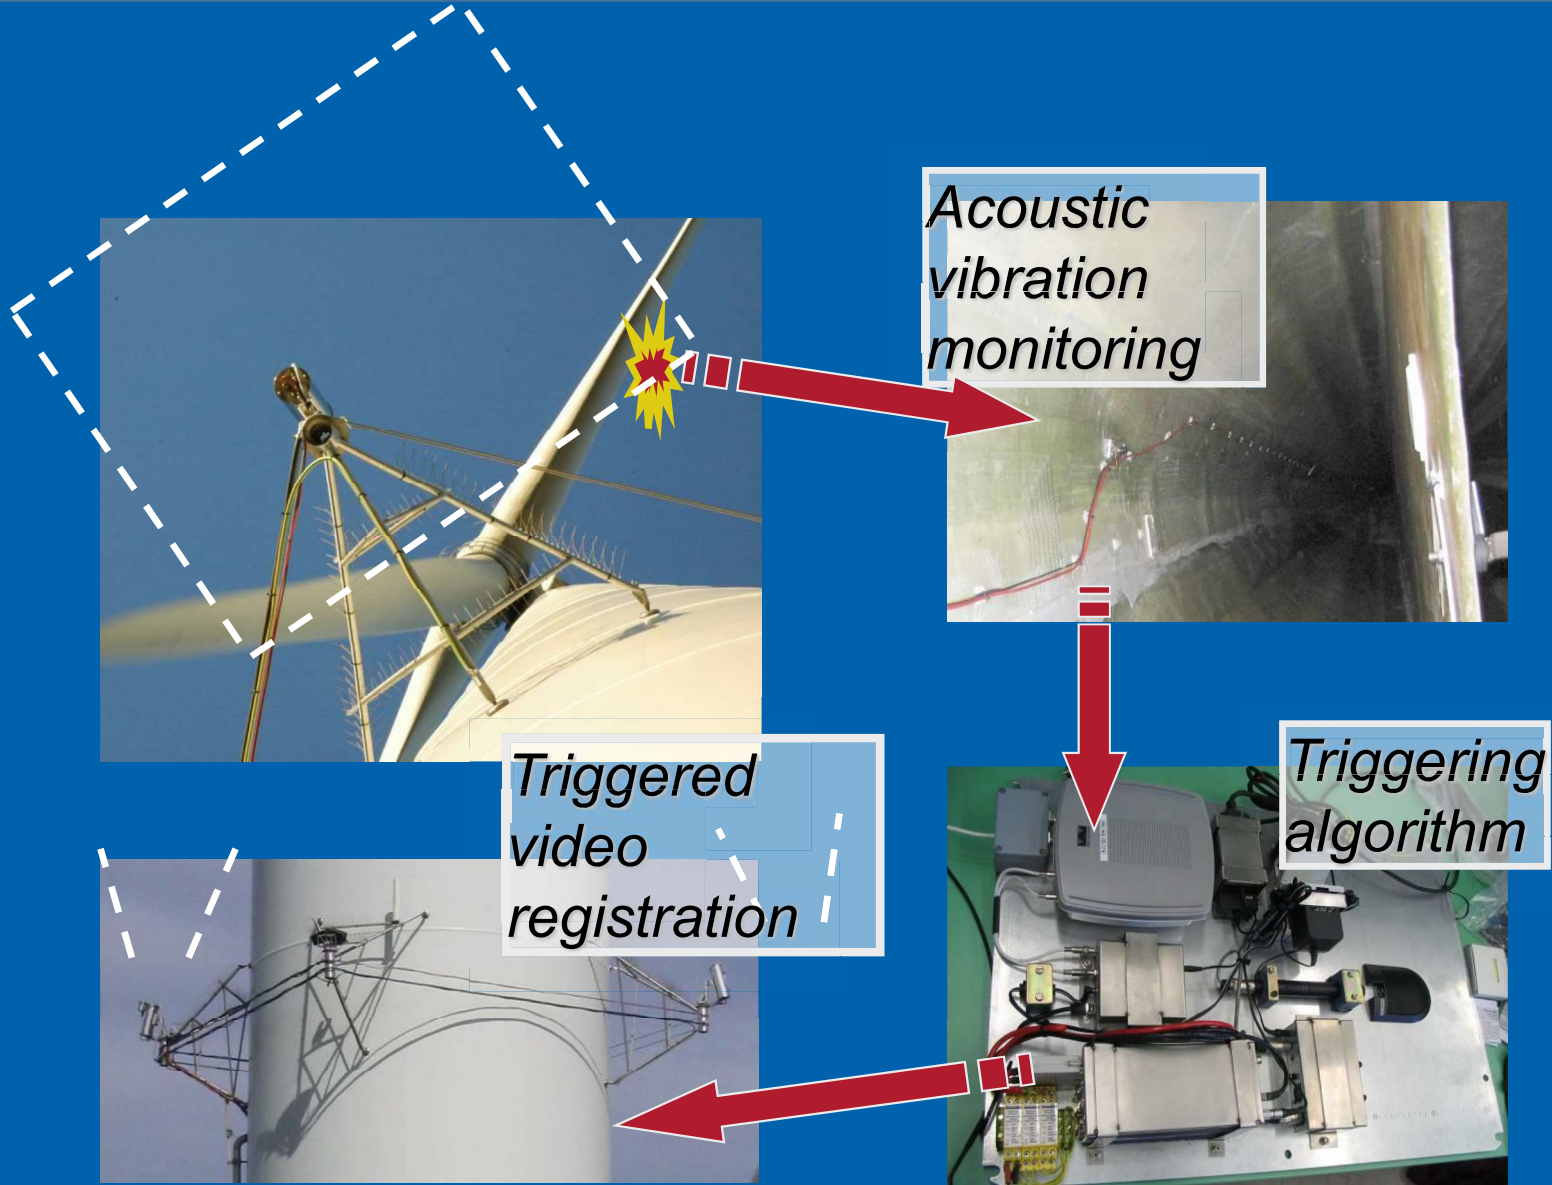 Acoustic
vibration
monitoring
Triggering
algorithm
Triggered
video
registration